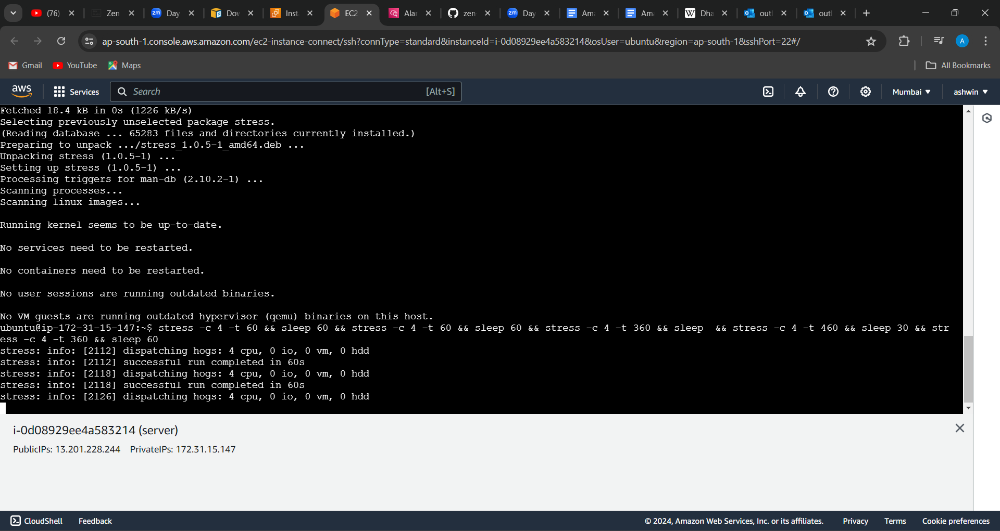 (76)
Zen
zm Day
Dov
Inst
EC2
Alar
zen-
zm Day
Am
Am
W Dha
outl
outl
ap-south-1.console.aws.amazon.com/ec2-instance-connect/ssh?connType=standard&instanceId=i-0d08929ee4a583214&osUser=ubuntu&region=ap-south-1&sshPort=22#/
A
Gmail
YouTube
Maps
All Bookmarks
aws
Services
Search
[Alt+S]
Mumbai
ashwin
Fetched 18.4 kB in 0s (1226 kB/s)
Selecting previously unselected package stress.
(Reading database ... 65283 files and directories currently installed.)
Preparing to unpack .../stress_1.0.5-1_amd64.deb ...
Unpacking stress (1.0.5-1) ...
Setting up stress (1.0.5-1) ...
Processing triggers for man-db (2.10.2-1) ...
Scanning processes...
Scanning linux images...
Running kernel seems to be up-to-date.
No services need to be restarted.
No containers need to be restarted.
No user sessions are running outdated binaries.
No VM guests are running outdated hypervisor (qemu) binaries on this host.
ubuntu@ip-172-31-15-147:~$ stress -c 4 -t 60 && sleep 60 && stress -c 4 -t 60 && sleep 60 && stress -c 4 -t 360 && sleep  && stress -c 4 -t 460 && sleep 30 && str
ess -c 4 -t 360 && sleep 60
stress: info: [2112] dispatching hogs: 4 cpu, 0 io, 0 vm, 0 hdd
stress: info: [2112] successful run completed in 60s
stress: info: [2118] dispatching hogs: 4 cpu, 0 io, 0 vm, 0 hdd
stress: info: [2118] successful run completed in 60s
stress: info: [2126] dispatching hogs: 4 cpu, 0 io, 0 vm, 0 hdd
i-0d08929ee4a583214 (server)
PublicIPs: 13.201.228.244 PrivateIPs: 172.31.15.147
CloudShell
Feedback
© 2024, Amazon Web Services, Inc. or its affiliates.
Privacy
Terms
Cookie preferences